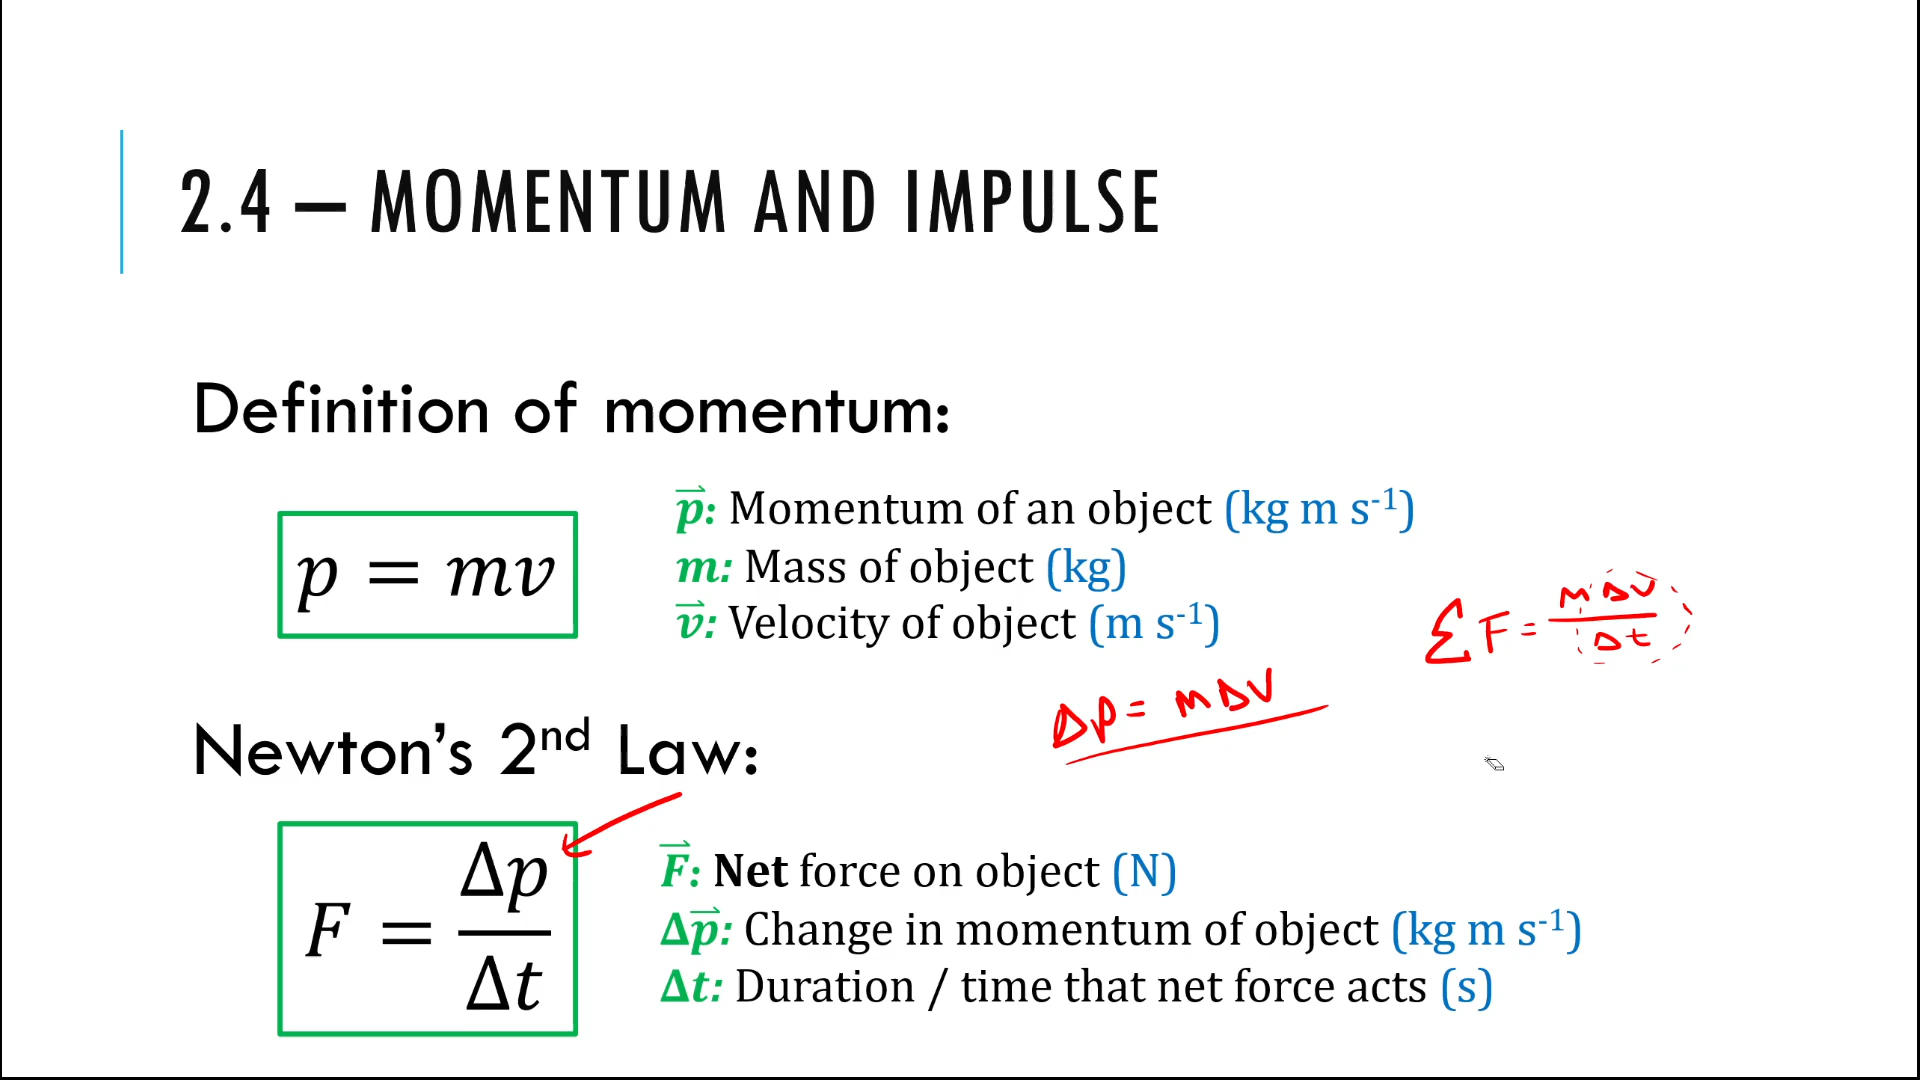 2.4 – MOMENTUM AND IMPULSE
Definition of momentum:
p = mv
p⃗: Momentum of an object (kg m s⁻¹)
m: Mass of object (kg)
v⃗: Velocity of object (m s⁻¹)
Σ F = mΔv / Δt
Δp = mΔv
Newton's 2nd Law:
F = Δp / Δt
F⃗: Net force on object (N)
Δp⃗: Change in momentum of object (kg m s⁻¹)
Δt: Duration / time that net force acts (s)